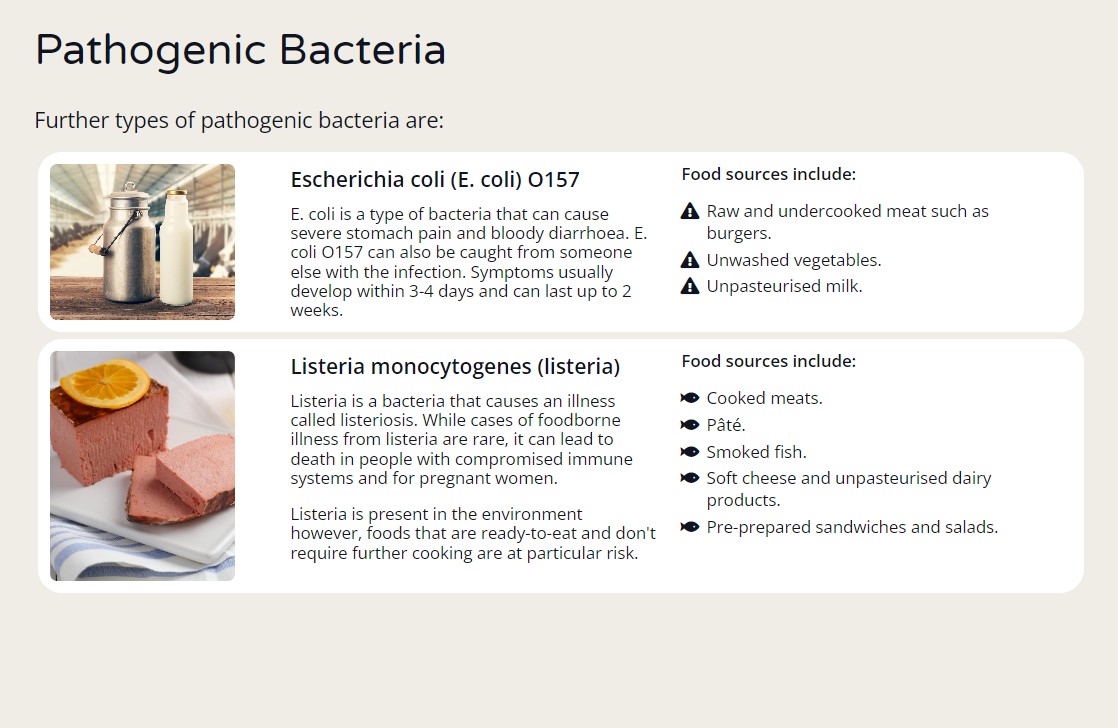 Pathogenic Bacteria
Further types of pathogenic bacteria are:
Escherichia coli (E. coli) O157
E. coli is a type of bacteria that can cause
severe stomach pain and bloody diarrhoea. E.
coli O157 can also be caught from someone
else with the infection. Symptoms usually
develop within 3-4 days and can last up to 2
weeks.
Food sources include:
Raw and undercooked meat such as
burgers.
Unwashed vegetables.
Unpasteurised milk.
Listeria monocytogenes (listeria)
Listeria is a bacteria that causes an illness
called listeriosis. While cases of foodborne
illness from listeria are rare, it can lead to
death in people with compromised immune
systems and for pregnant women.
Listeria is present in the environment
however, foods that are ready-to-eat and don't
require further cooking are at particular risk.
Food sources include:
Cooked meats.
Pâté.
Smoked fish.
Soft cheese and unpasteurised dairy
products.
Pre-prepared sandwiches and salads.